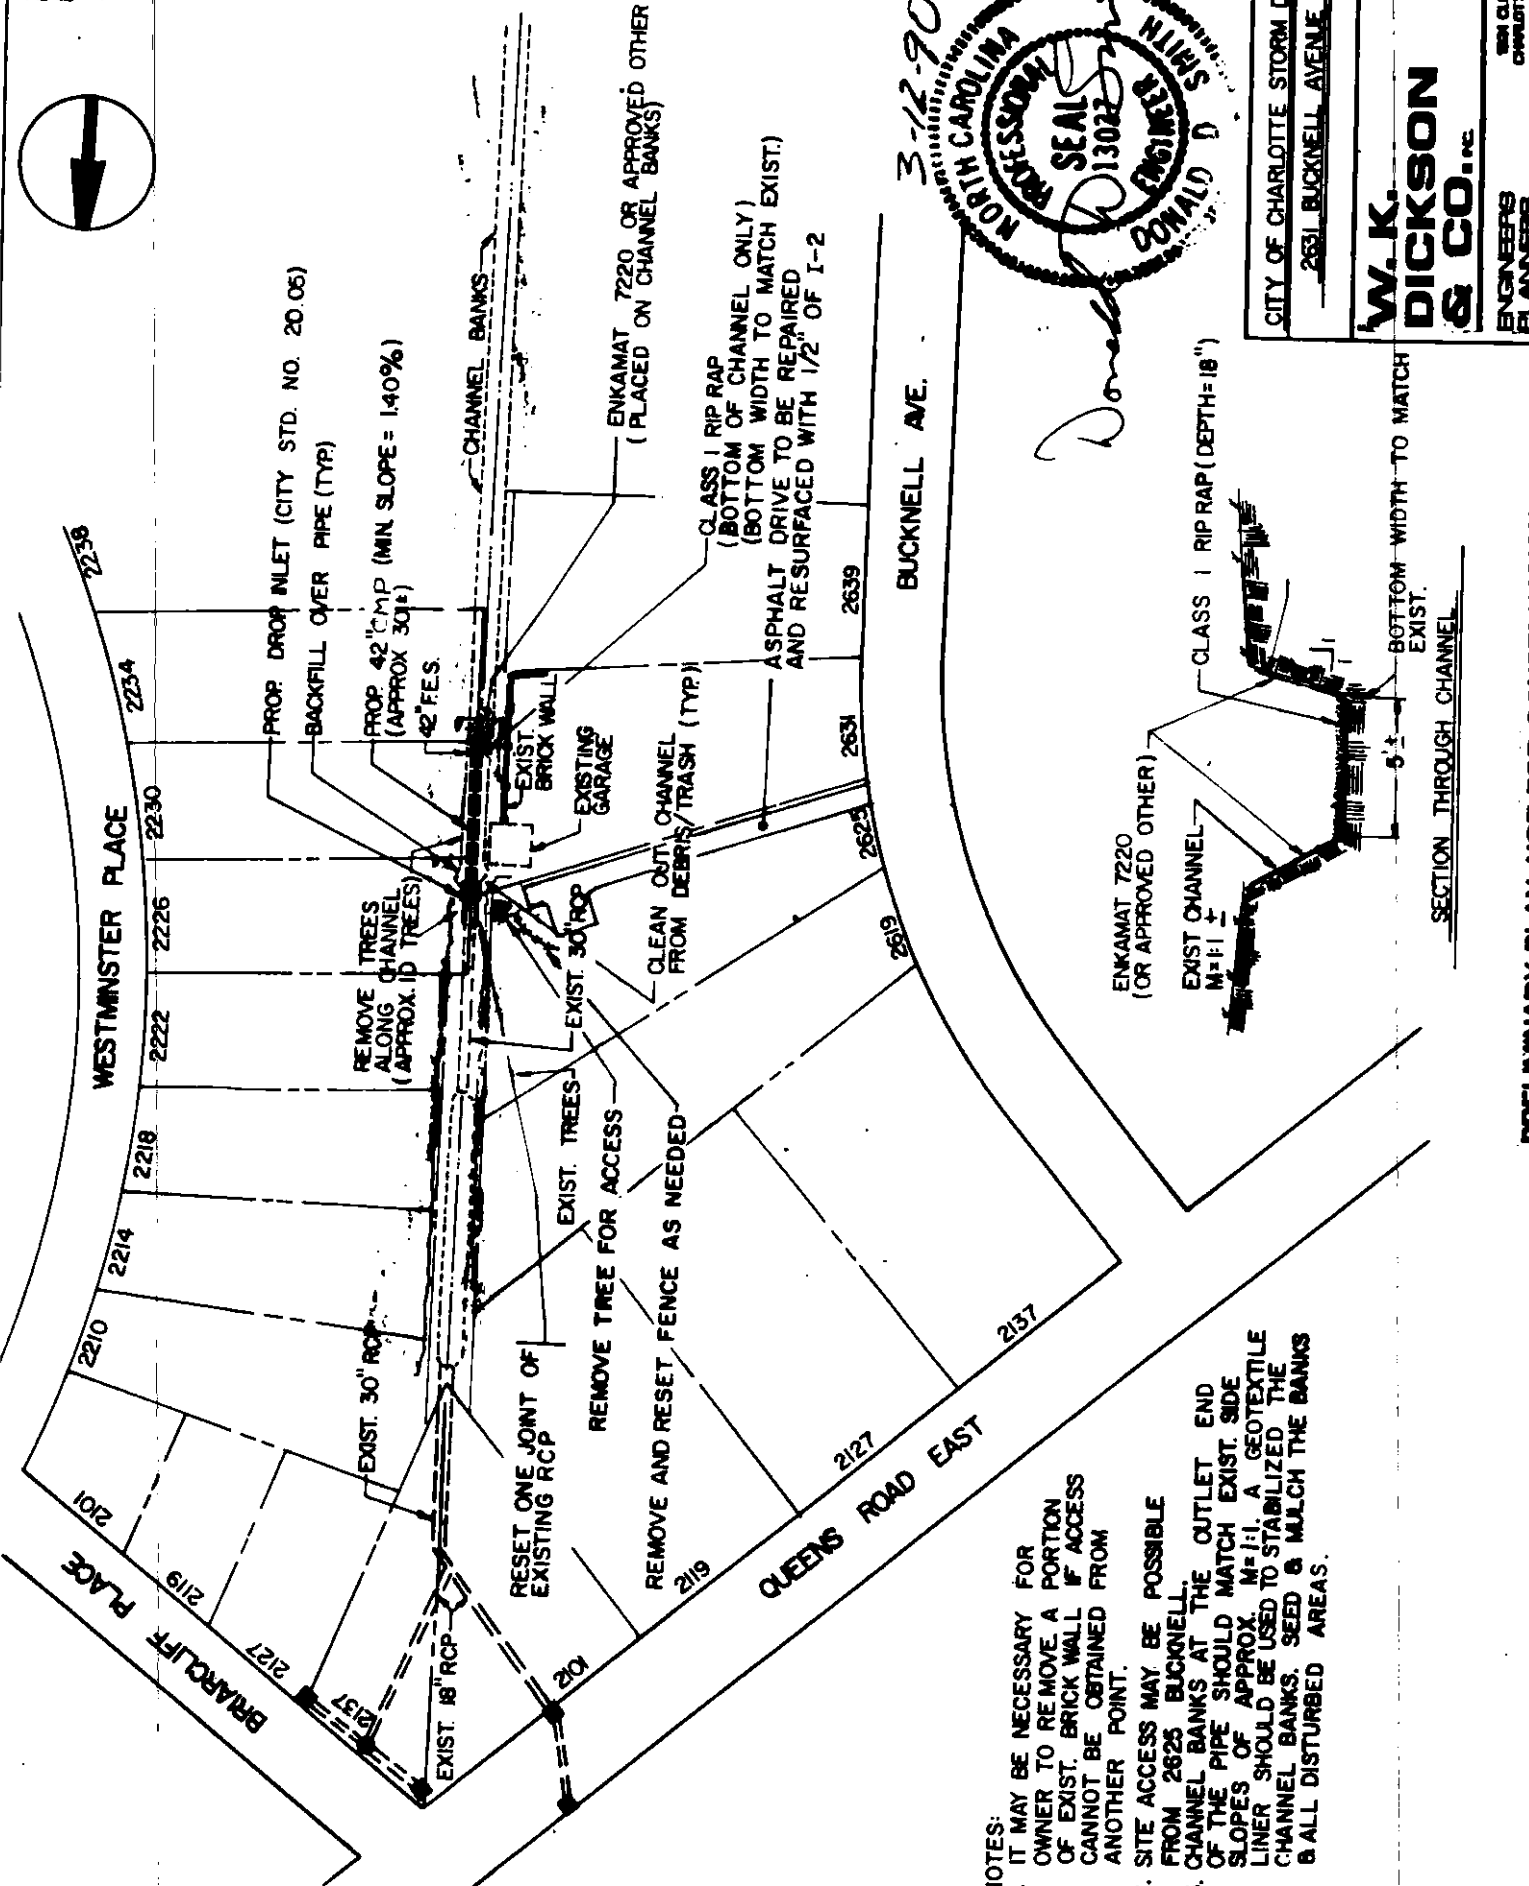 WESTMINSTER PLACE
2210
2214
2218
2222
2226
2230
2234
2238
BRIARCLIFF PLACE
2101
2119
2127
2137
QUEENS ROAD EAST
2101
2119
2127
2137
BUCKNELL AVE.
2619
2625
2631
2639
PROP. DROP INLET (CITY STD. NO. 20.05)
BACKFILL OVER PIPE (TYP.)
PROP. 42" CMP (MIN. SLOPE = 1.40%)
(APPROX 301±)
42" F.E.S.
CHANNEL BANKS
ENKAMAT 7220 OR APPROVED OTHER
(PLACED ON CHANNEL BANKS)
CLASS 1 RIP RAP
(BOTTOM OF CHANNEL ONLY)
(BOTTOM WIDTH TO MATCH EXIST.)
ASPHALT DRIVE TO BE REPAIRED
AND RESURFACED WITH 1/2" OF I-2
EXIST.
BRICK WALL
EXISTING
GARAGE
REMOVE TREES
ALONG CHANNEL
(APPROX. 10 TREES)
CLEAN OUT CHANNEL
FROM DEBRIS/TRASH (TYP.)
EXIST. 30" RCP
EXIST. TREES
REMOVE TREE FOR ACCESS
REMOVE AND RESET FENCE AS NEEDED
RESET ONE JOINT OF
EXISTING RCP
EXIST. 30" RCP
EXIST. 18" RCP
NOTES:
IT MAY BE NECESSARY FOR
OWNER TO REMOVE A PORTION
OF EXIST. BRICK WALL IF ACCESS
CANNOT BE OBTAINED FROM
ANOTHER POINT.
. SITE ACCESS MAY BE POSSIBLE
FROM 2625 BUCKNELL.
. CHANNEL BANKS AT THE OUTLET END
OF THE PIPE SHOULD MATCH EXIST. SIDE
SLOPES OF APPROX. M=1:1. A GEOTEXTILE
LINER SHOULD BE USED TO STABILIZED THE
CHANNEL BANKS. SEED & MULCH THE BANKS
& ALL DISTURBED AREAS.
ENKAMAT 7220
(OR APPROVED OTHER)
EXIST CHANNEL
M=1:1 ±
CLASS 1 RIP RAP (DEPTH=18")
5'±
BOTTOM WIDTH TO MATCH
EXIST.
SECTION THROUGH CHANNEL
3-12-90
NORTH CAROLINA
PROFESSIONAL
SEAL
13027
ENGINEER
DONALD D SMITH
CITY OF CHARLOTTE STORM
2631 BUCKNELL AVENUE
W.K.
DICKSON
& CO. INC.
ENGINEERS
PLANNERS